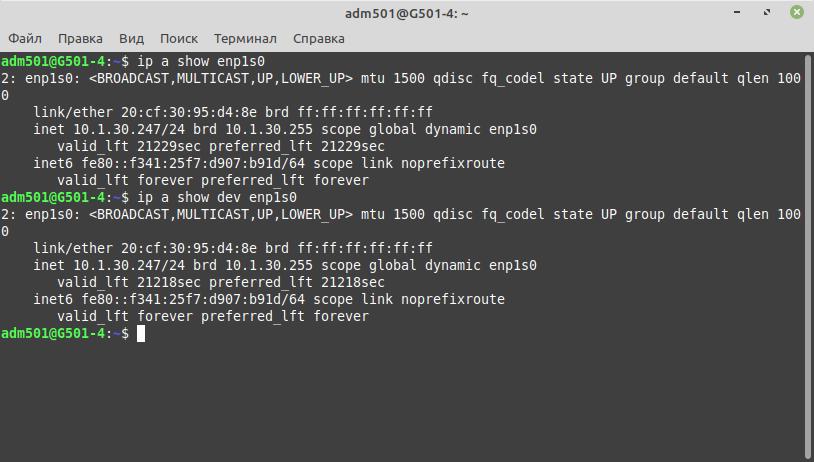 adm501@G501-4: ~
Файл Правка Вид Поиск Терминал Справка
adm501@G501-4:~$ ip a show enp1s0
2: enp1s0: <BROADCAST,MULTICAST,UP,LOWER_UP> mtu 1500 qdisc fq_codel state UP group default qlen 100
0
    link/ether 20:cf:30:95:d4:8e brd ff:ff:ff:ff:ff:ff
    inet 10.1.30.247/24 brd 10.1.30.255 scope global dynamic enp1s0
       valid_lft 21229sec preferred_lft 21229sec
    inet6 fe80::f341:25f7:d907:b91d/64 scope link noprefixroute
       valid_lft forever preferred_lft forever
adm501@G501-4:~$ ip a show dev enp1s0
2: enp1s0: <BROADCAST,MULTICAST,UP,LOWER_UP> mtu 1500 qdisc fq_codel state UP group default qlen 100
0
    link/ether 20:cf:30:95:d4:8e brd ff:ff:ff:ff:ff:ff
    inet 10.1.30.247/24 brd 10.1.30.255 scope global dynamic enp1s0
       valid_lft 21218sec preferred_lft 21218sec
    inet6 fe80::f341:25f7:d907:b91d/64 scope link noprefixroute
       valid_lft forever preferred_lft forever
adm501@G501-4:~$